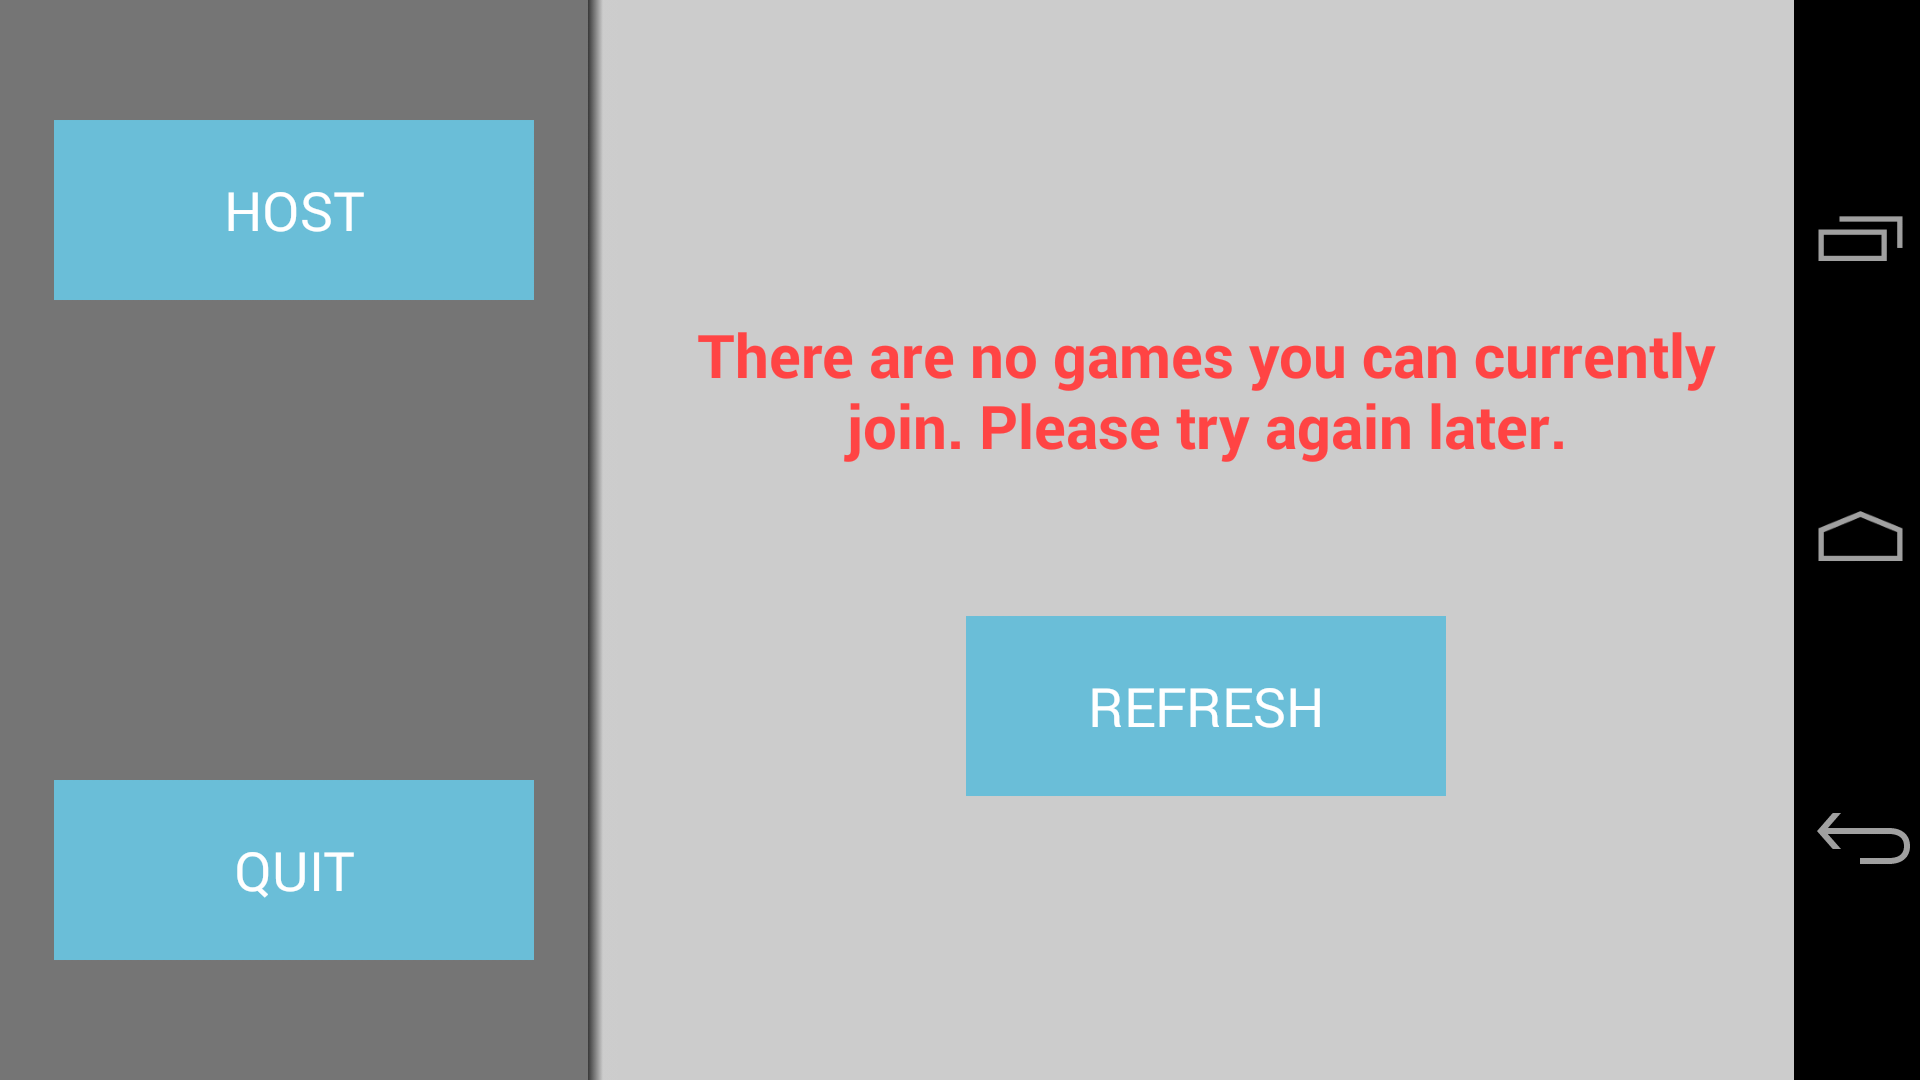 HOST
There are no games you can currently
join. Please try again later.
REFRESH
QUIT